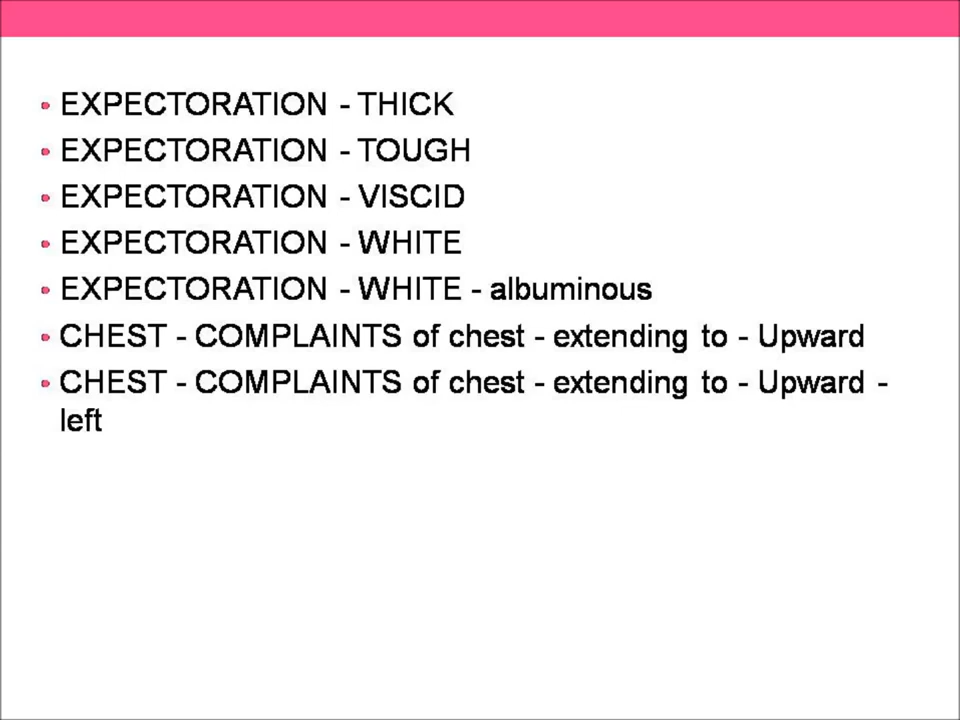 • EXPECTORATION - THICK
• EXPECTORATION - TOUGH
• EXPECTORATION - VISCID
• EXPECTORATION - WHITE
• EXPECTORATION - WHITE - albuminous
• CHEST - COMPLAINTS of chest - extending to - Upward
• CHEST - COMPLAINTS of chest - extending to - Upward -
left